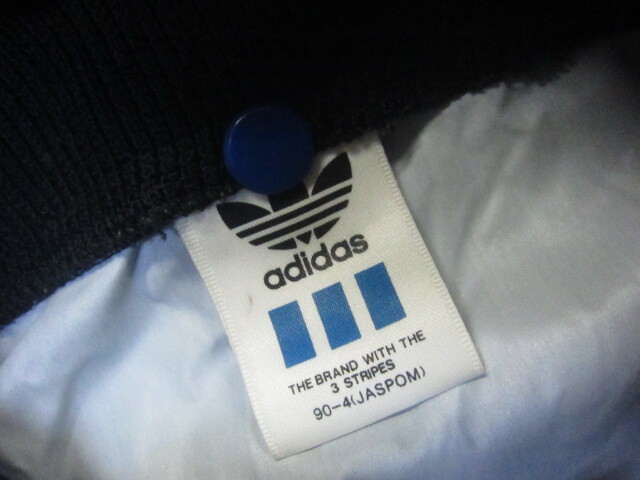 adidas
THE BRAND WITH THE
3 STRIPES
90-4(JASPOM)